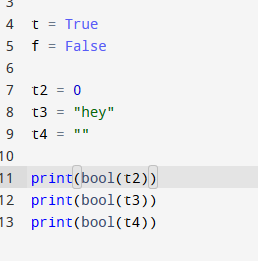 3
4 t = True
5 f = False
6
7 t2 = 0
8 t3 = "hey"
9 t4 = ""
10
11 print(bool(t2))
12 print(bool(t3))
13 print(bool(t4))